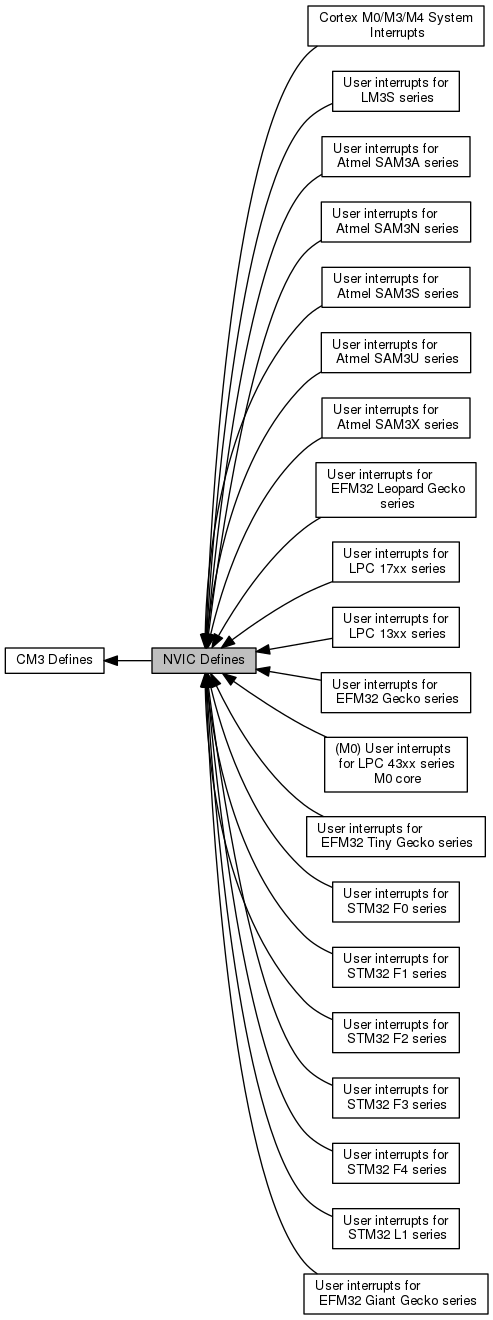 Cortex M0/M3/M4 System
Interrupts
User interrupts for
LM3S series
User interrupts for
Atmel SAM3A series
User interrupts for
Atmel SAM3N series
User interrupts for
Atmel SAM3S series
User interrupts for
Atmel SAM3U series
User interrupts for
Atmel SAM3X series
User interrupts for
EFM32 Leopard Gecko
series
User interrupts for
LPC 17xx series
User interrupts for
LPC 13xx series
CM3 Defines
NVIC Defines
User interrupts for
EFM32 Gecko series
(M0) User interrupts
for LPC 43xx series
M0 core
User interrupts for
EFM32 Tiny Gecko series
User interrupts for
STM32 F0 series
User interrupts for
STM32 F1 series
User interrupts for
STM32 F2 series
User interrupts for
STM32 F3 series
User interrupts for
STM32 F4 series
User interrupts for
STM32 L1 series
User interrupts for
EFM32 Giant Gecko series